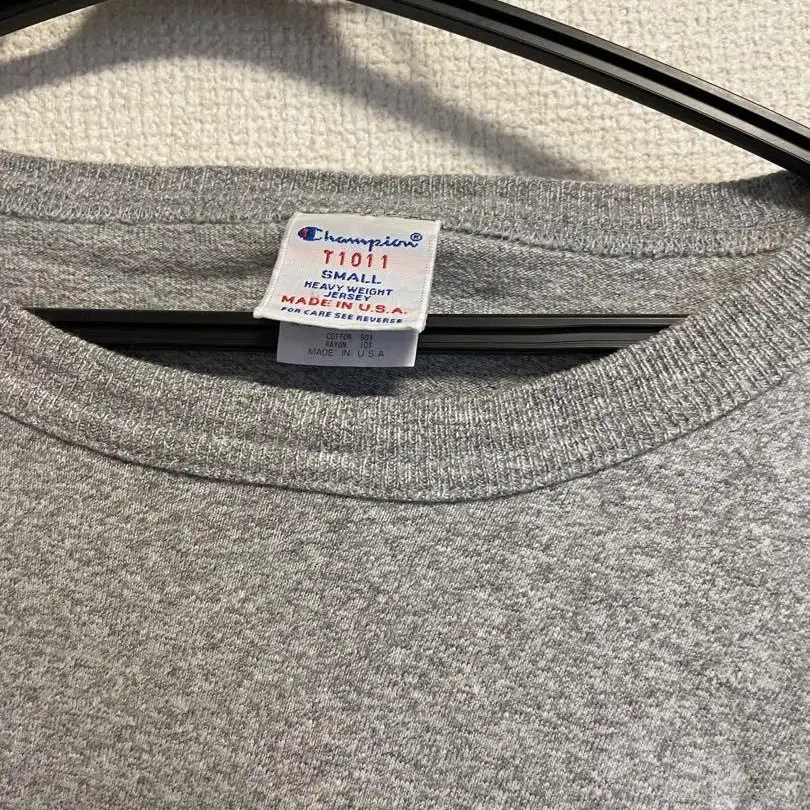 Champion®
T1011
SMALL
HEAVY WEIGHT
JERSEY
MADE IN U.S.A.
FOR CARE SEE REVERSE
COTTON 90%
RAYON 10%
MADE IN U S A